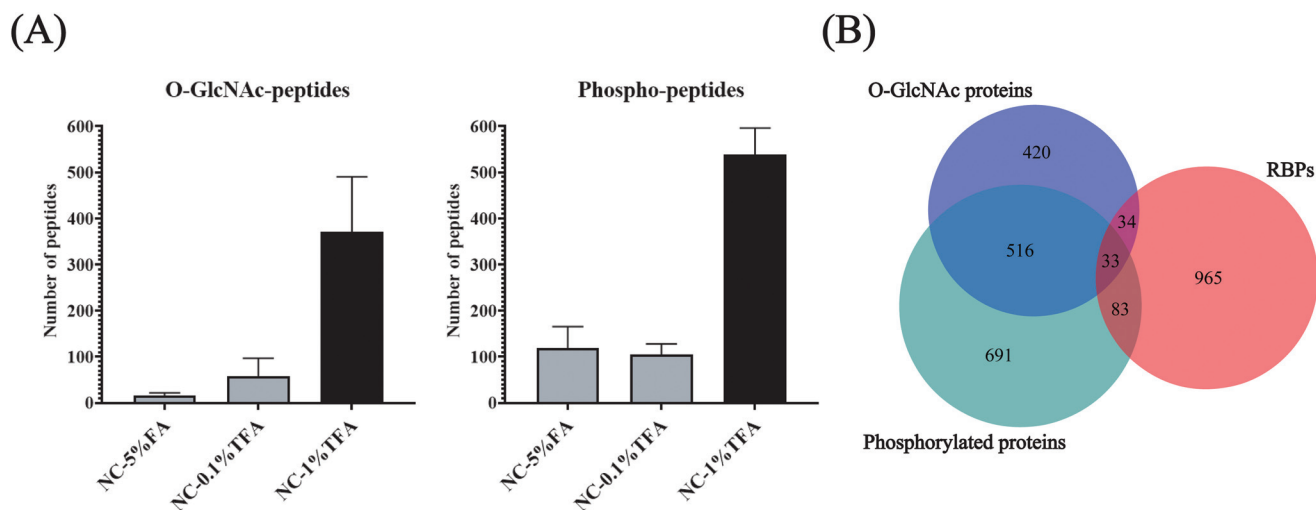 (A)
O-GlcNAc-peptides
Number of peptides
600
500
400
300
200
100
0
NC-5%FA
NC-0.1%TFA
NC-1%TFA
Phospho-peptides
Number of peptides
600
500
400
300
200
100
0
NC-5%FA
NC-0.1%TFA
NC-1%TFA
(B)
O-GlcNAc proteins
RBPs
420
34
516
33
965
83
691
Phosphorylated proteins